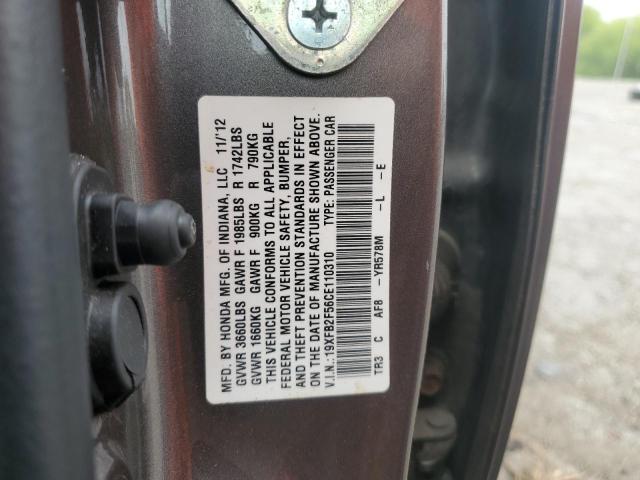 MFD. BY HONDA MFG. OF INDIANA, LLC 11/'12
GVWR 3660LBS GAWR F 1985LBS R 1742LBS
GVWR 1660KG GAWR F 900KG R 790KG
THIS VEHICLE CONFORMS TO ALL APPLICABLE
FEDERAL MOTOR VEHICLE SAFETY, BUMPER,
AND THEFT PREVENTION STANDARDS IN EFFECT
ON THE DATE OF MANUFACTURE SHOWN ABOVE.
V.I.N.:19XFB2F56CE110310 TYPE: PASSENGER CAR
TR3 C AF8 -YR578M -L -E